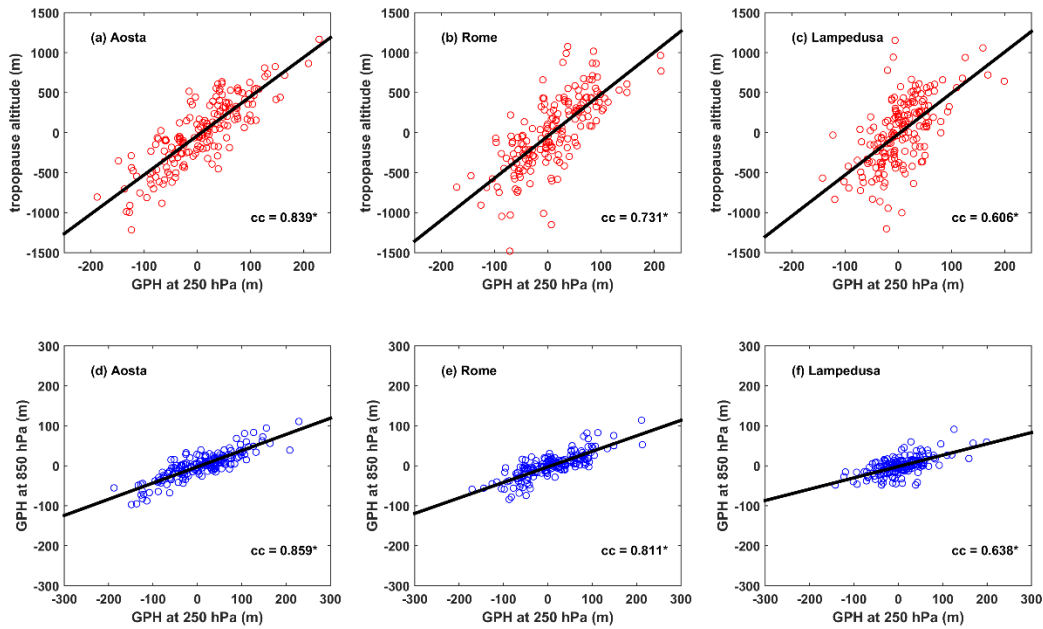 (a) Aosta
1500
1000
500
0
-500
-1000
-1500
tropopause altitude (m)
cc = 0.839*
-200 -100 0 100 200
GPH at 250 hPa (m)
(b) Rome
1500
1000
500
0
-500
-1000
-1500
tropopause altitude (m)
cc = 0.731*
-200 -100 0 100 200
GPH at 250 hPa (m)
(c) Lampedusa
1500
1000
500
0
-500
-1000
-1500
tropopause altitude (m)
cc = 0.606*
-200 -100 0 100 200
GPH at 250 hPa (m)
(d) Aosta
300
200
100
0
-100
-200
-300
GPH at 850 hPa (m)
cc = 0.859*
-300 -200 -100 0 100 200 300
GPH at 250 hPa (m)
(e) Rome
300
200
100
0
-100
-200
-300
GPH at 850 hPa (m)
cc = 0.811*
-300 -200 -100 0 100 200 300
GPH at 250 hPa (m)
(f) Lampedusa
300
200
100
0
-100
-200
-300
GPH at 850 hPa (m)
cc = 0.638*
-300 -200 -100 0 100 200 300
GPH at 250 hPa (m)